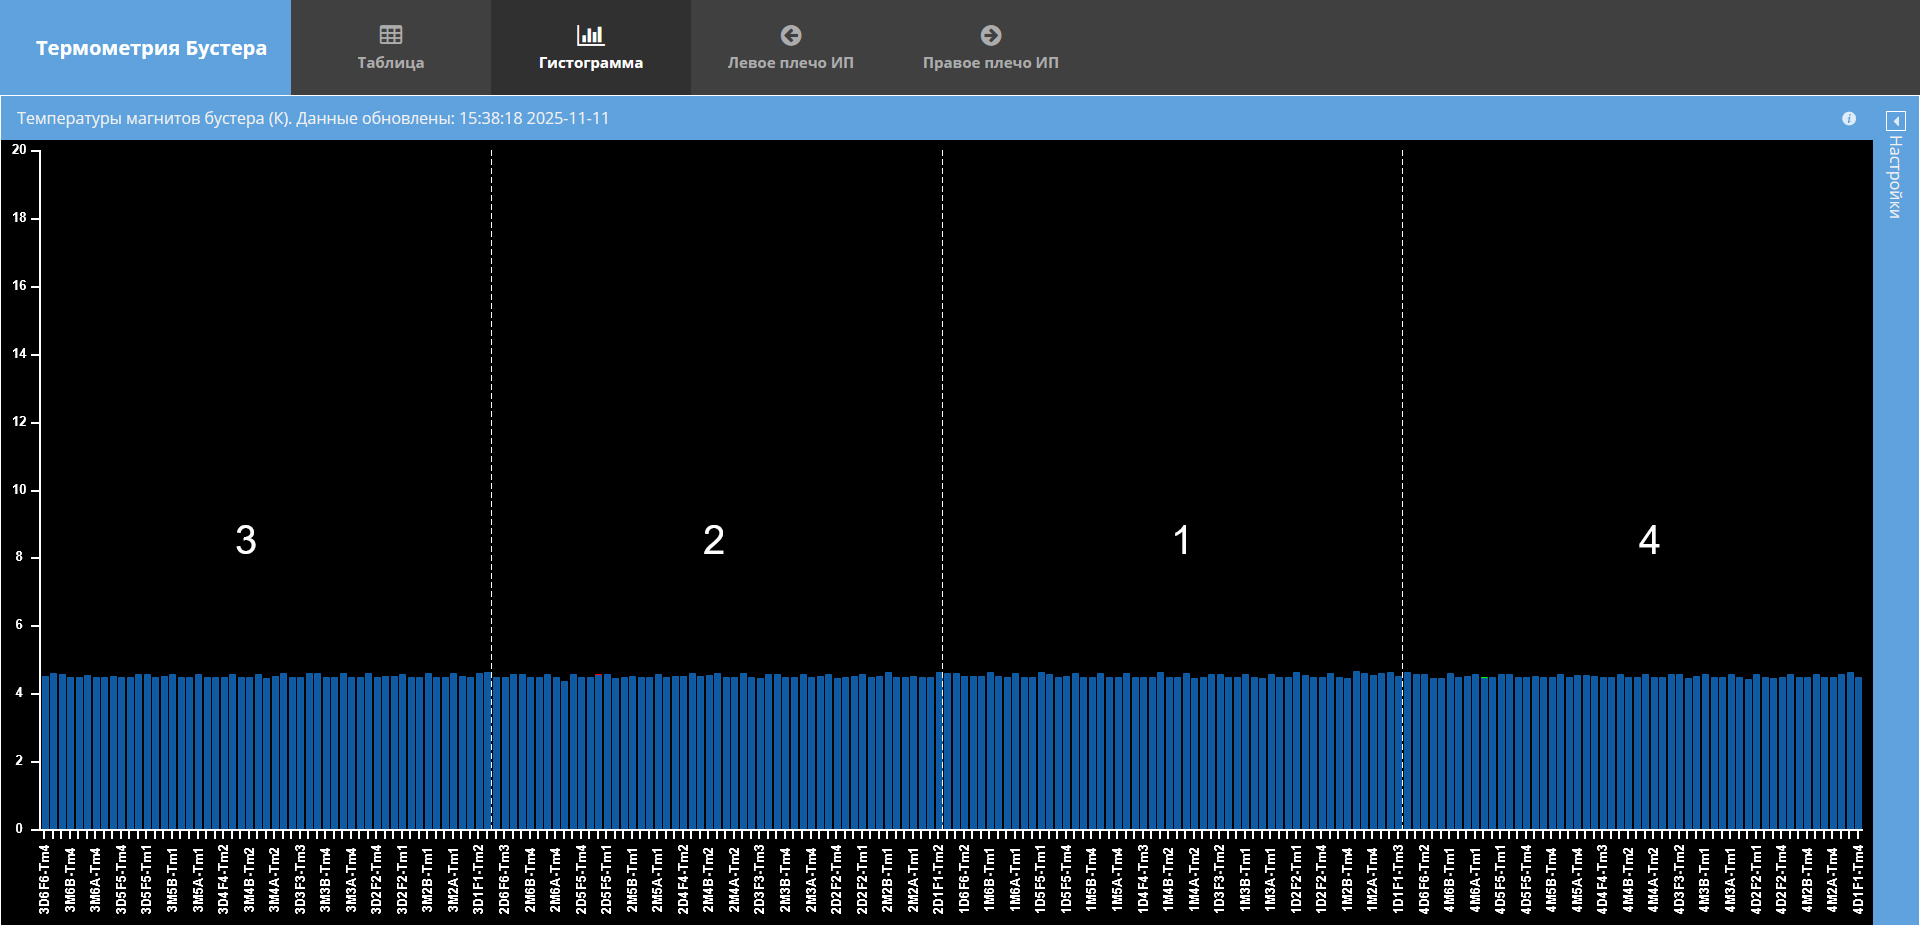 Термометрия Бустера
Таблица
Гистограмма
Левое плечо ИП
Правое плечо ИП
Температуры магнитов бустера (К). Данные обновлены: 15:38:18 2025-11-11
Настройки
20
18
16
14
12
10
8
6
4
2
0
3
2
1
4
3D6F6-Tm4
3M6B-Tm4
3M6A-Tm4
3D5F5-Tm4
3D5F5-Tm1
3M5B-Tm1
3M5A-Tm1
3D4F4-Tm2
3M4B-Tm2
3M4A-Tm2
3D3F3-Tm3
3M3B-Tm4
3M3A-Tm4
3D2F2-Tm4
3D2F2-Tm1
3M2B-Tm1
3M2A-Tm1
3D1F1-Tm2
2D6F6-Tm3
2M6B-Tm4
2M6A-Tm4
2D5F5-Tm4
2D5F5-Tm1
2M5B-Tm1
2M5A-Tm1
2D4F4-Tm2
2M4B-Tm2
2M4A-Tm2
2D3F3-Tm3
2M3B-Tm4
2M3A-Tm4
2D2F2-Tm4
2D2F2-Tm1
2M2B-Tm1
2M2A-Tm1
2D1F1-Tm2
1D6F6-Tm2
1M6B-Tm1
1M6A-Tm1
1D5F5-Tm1
1D5F5-Tm4
1M5B-Tm4
1M5A-Tm4
1D4F4-Tm3
1M4B-Tm2
1M4A-Tm2
1D3F3-Tm2
1M3B-Tm1
1M3A-Tm1
1D2F2-Tm1
1D2F2-Tm4
1M2B-Tm4
1M2A-Tm4
1D1F1-Tm3
4D6F6-Tm2
4M6B-Tm1
4M6A-Tm1
4D5F5-Tm1
4D5F5-Tm4
4M5B-Tm4
4M5A-Tm4
4D4F4-Tm3
4M4B-Tm2
4M4A-Tm2
4D3F3-Tm2
4M3B-Tm1
4M3A-Tm1
4D2F2-Tm1
4D2F2-Tm4
4M2B-Tm4
4M2A-Tm4
4D1F1-Tm4